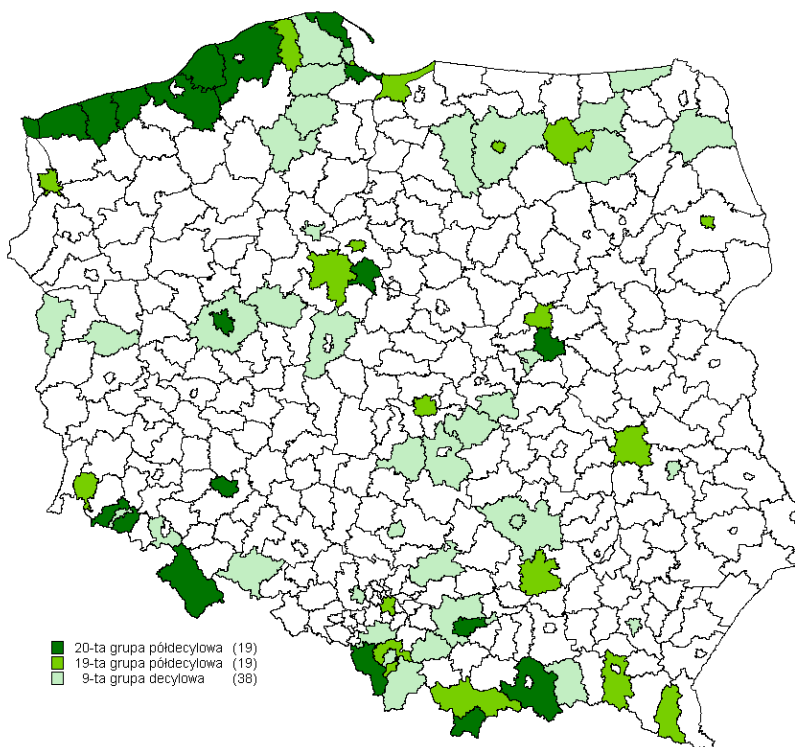 20-ta grupa półdecylowa (19)
19-ta grupa półdecylowa (19)
9-ta grupa decylowa (38)